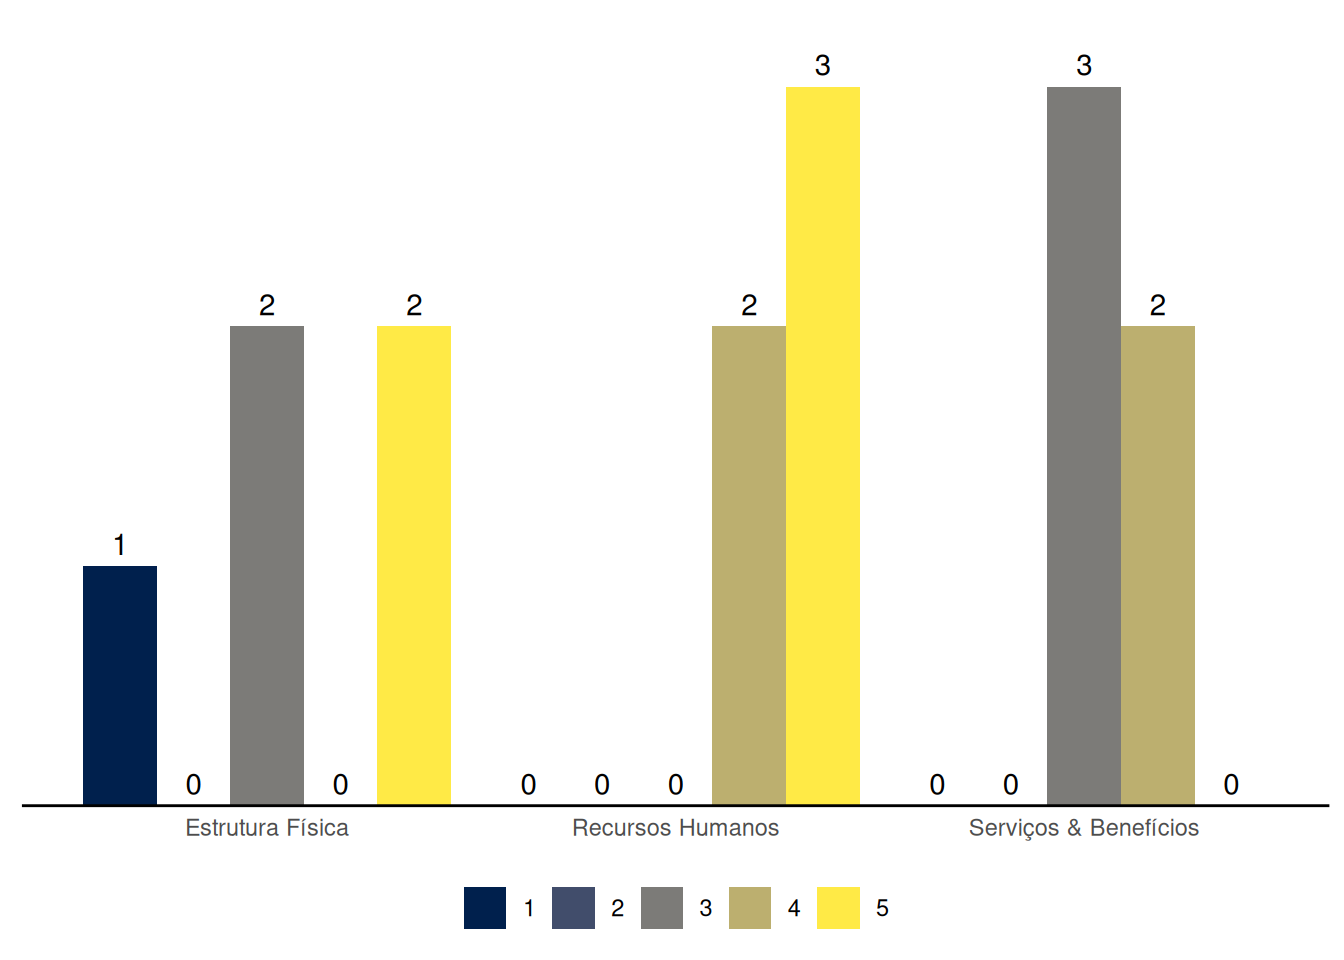 3 3
2 2 2 2
1
0 0 0 0 0 0 0 0
Estrutura Física Recursos Humanos Serviços & Benefícios
1 2 3 4 5